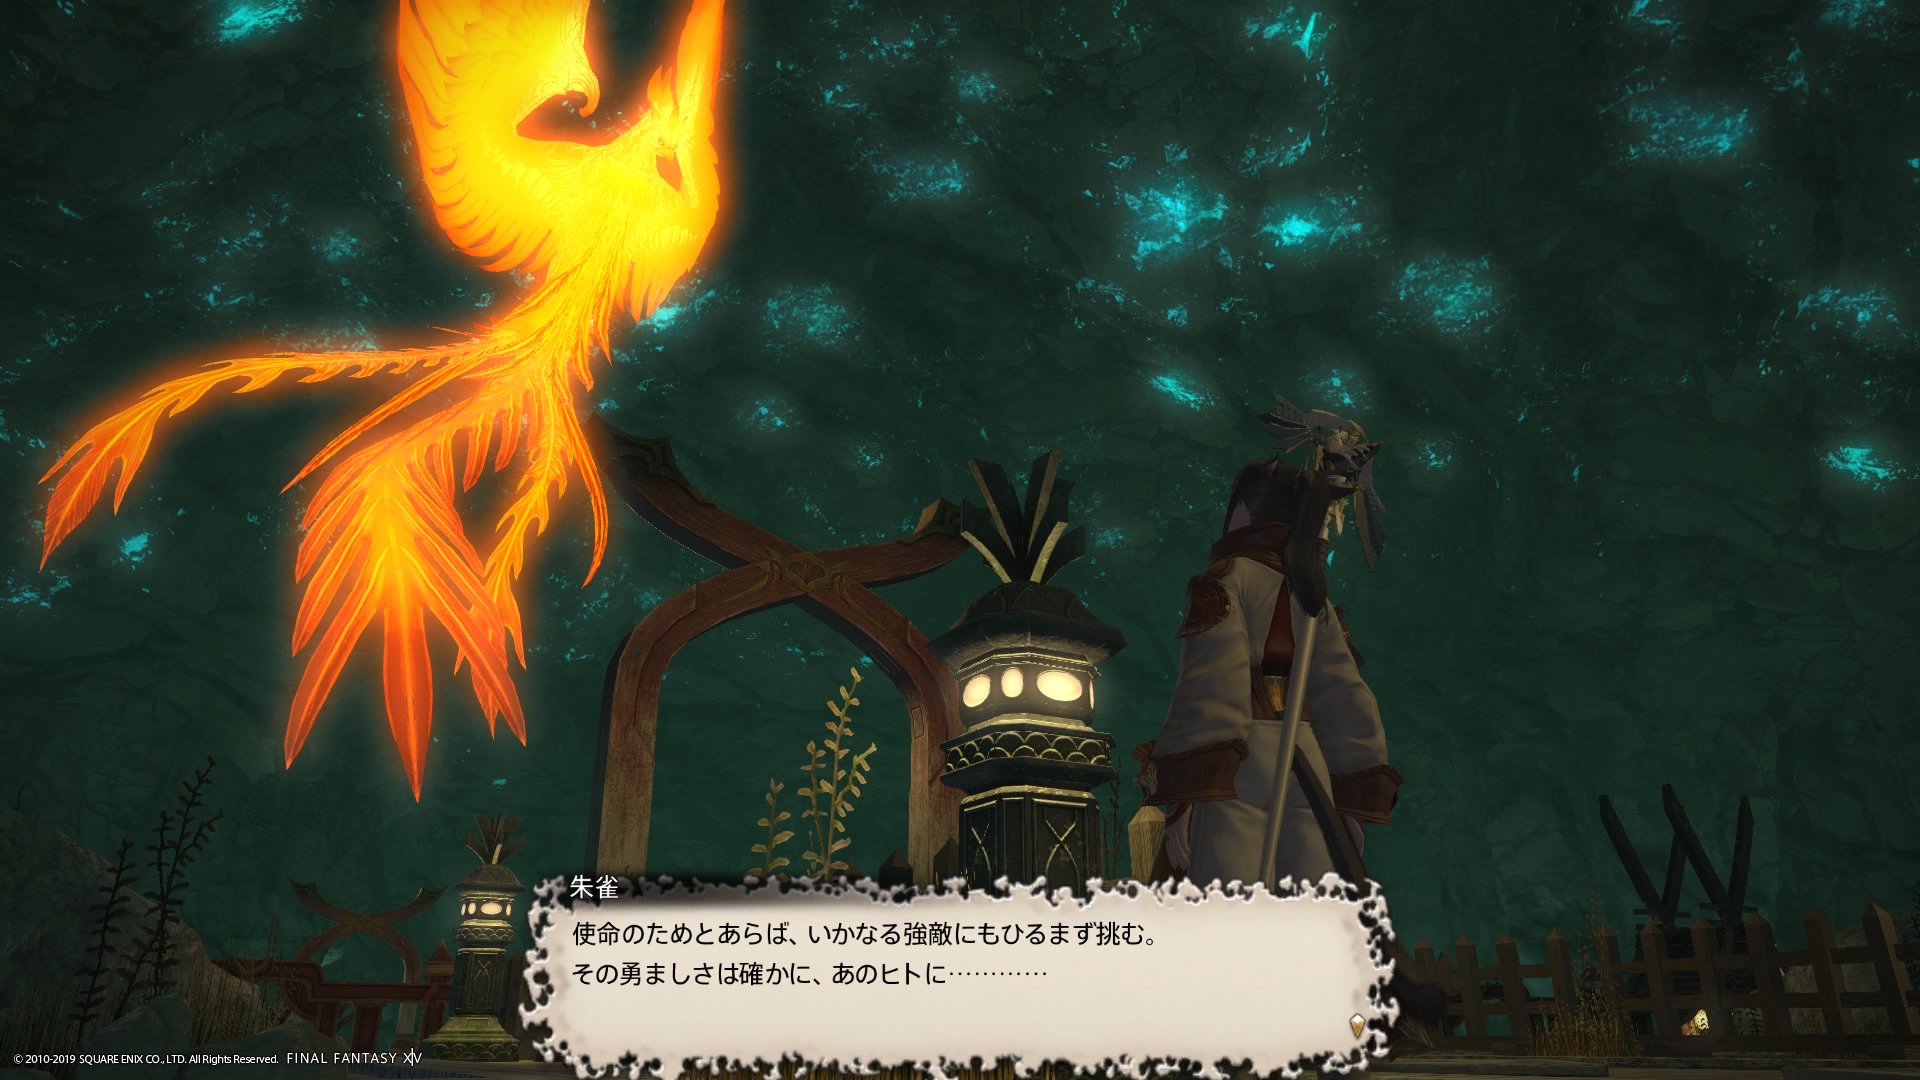 朱雀
使命のためとあらば、いかなる強敵にもひるまず挑む。
その勇ましさは確かに、あのヒトに…………
© 2010-2019 SQUARE ENIX CO., LTD. All Rights Reserved. FINAL FANTASY XIV